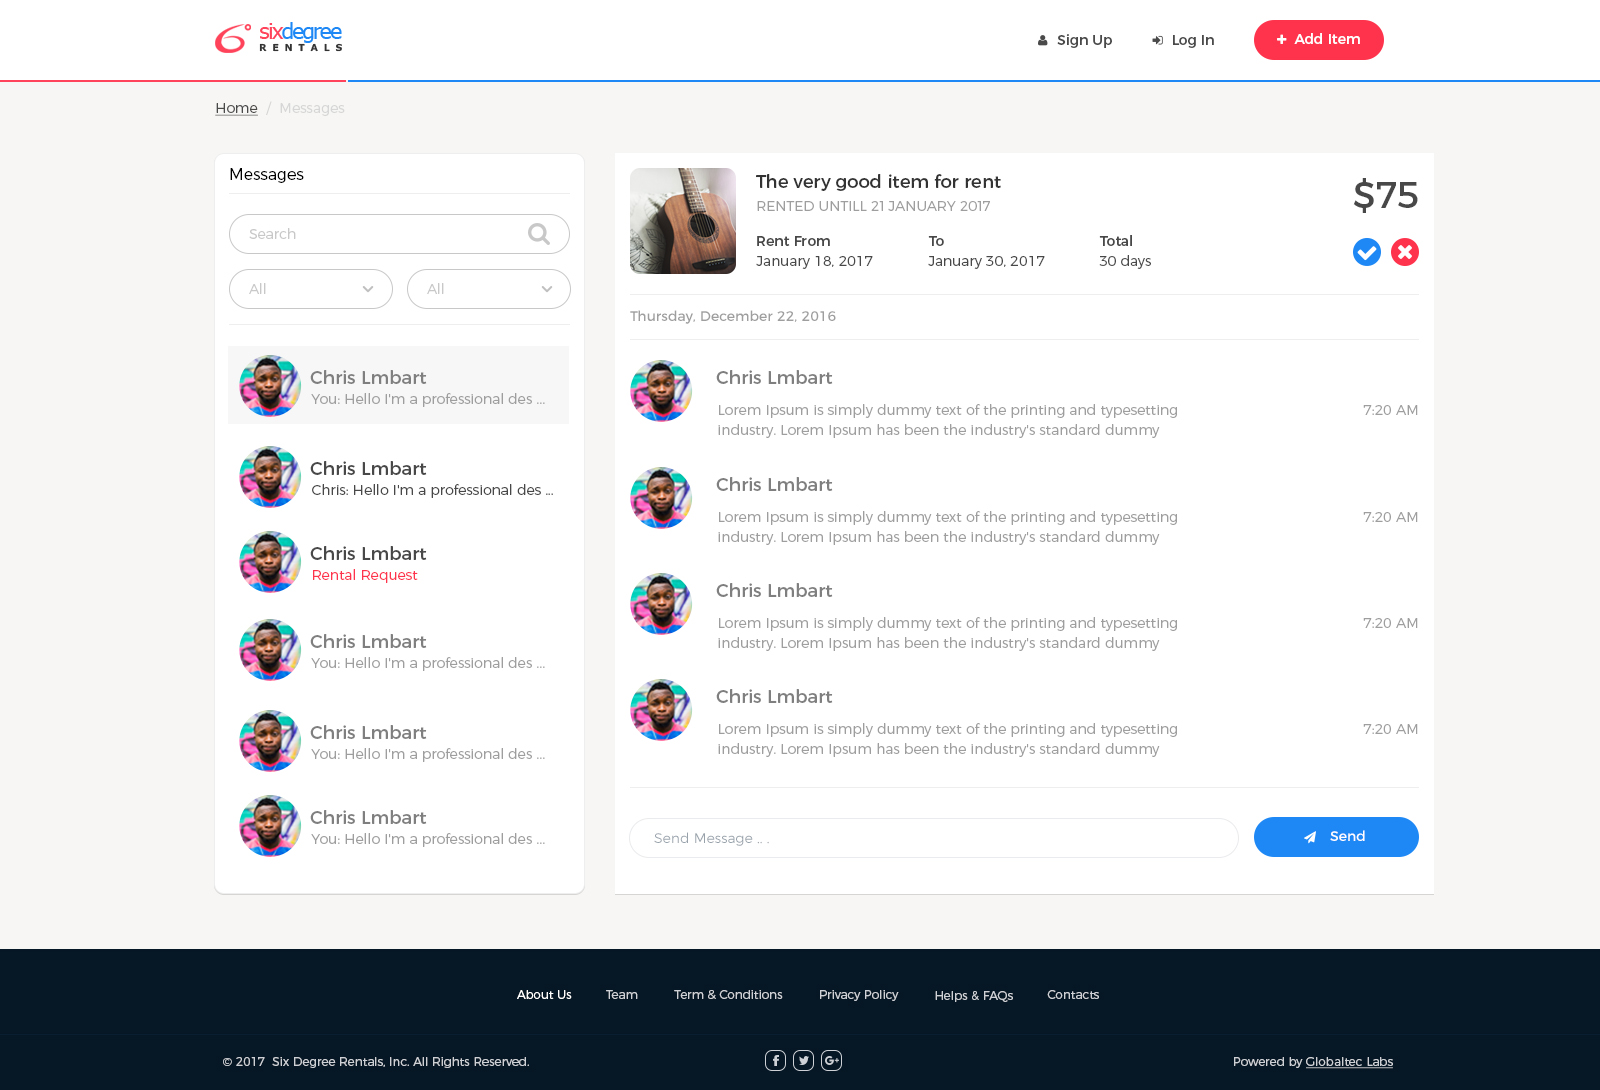 sixdegree
RENTALS
Sign Up
Log In
Add Item
Home / Messages
Messages
Search
All
All
Chris Lmbart
You: Hello I'm a professional des ...
Chris Lmbart
Chris: Hello I'm a professional des ...
Chris Lmbart
Rental Request
Chris Lmbart
You: Hello I'm a professional des ...
Chris Lmbart
You: Hello I'm a professional des ...
Chris Lmbart
You: Hello I'm a professional des ...
The very good item for rent
RENTED UNTILL 21 JANUARY 2017
$75
Rent From
To
Total
January 18, 2017
January 30, 2017
30 days
Thursday, December 22, 2016
Chris Lmbart
Lorem Ipsum is simply dummy text of the printing and typesetting
industry. Lorem Ipsum has been the industry's standard dummy
7:20 AM
Chris Lmbart
Lorem Ipsum is simply dummy text of the printing and typesetting
industry. Lorem Ipsum has been the industry's standard dummy
7:20 AM
Chris Lmbart
Lorem Ipsum is simply dummy text of the printing and typesetting
industry. Lorem Ipsum has been the industry's standard dummy
7:20 AM
Chris Lmbart
Lorem Ipsum is simply dummy text of the printing and typesetting
industry. Lorem Ipsum has been the industry's standard dummy
7:20 AM
Send Message .. .
Send
About Us
Team
Term & Conditions
Privacy Policy
Helps & FAQs
Contacts
© 2017 Six Degree Rentals, Inc. All Rights Reserved.
Powered by Globaltec Labs